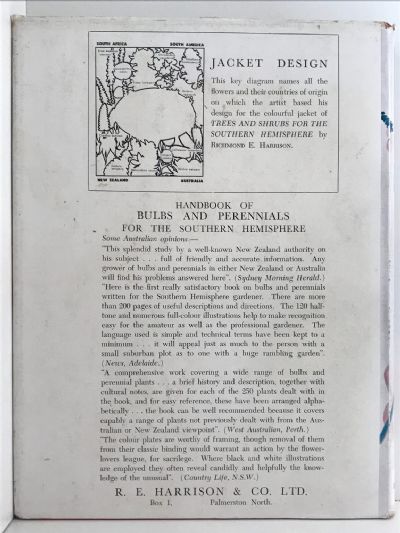 SOUTH AFRICA SOUTH AMERICA
NEW ZEALAND AUSTRALIA
JACKET DESIGN
This key diagram names all the
flowers and their countries of origin
on which the artist based his
design for the colourful jacket of
TREES AND SHRUBS FOR THE
SOUTHERN HEMISPHERE by
RICHMOND E. HARRISON.
HANDBOOK OF
BULBS AND PERENNIALS
FOR THE SOUTHERN HEMISPHERE
Some Australian opinions:—
"This splendid study by a well-known New Zealand authority on
his subject . . . full of friendly and accurate information. Any
grower of bulbs and perennials in either New Zealand or Australia
will find his problems answered here". (Sydney Morning Herald.)
"Here is the first really satisfactory book on bulbs and perennials
written for the Southern Hemisphere gardener. There are more
than 200 pages of useful descriptions and directions. The 120 half-
tone and numerous full-colour illustrations help to make recognition
easy for the amateur as well as the professional gardener. The
language used is simple and technical terms have been kept to a
minimum . . . it will appeal just as much to the person with a
small suburban plot as to one with a huge rambling garden".
(News, Adelaide.)
"A comprehensive work covering a wide range of bulbs and
perennial plants . . . a brief history and description, together with
cultural notes, are given for each of the 250 plants dealt with in
the book, and for easy reference, these have been arranged alpha-
betically . . . the book can be well recommended because it covers
capably a range of plants not previously dealt with from the Aus-
tralian or New Zealand viewpoint". (West Australian, Perth.)
"The colour plates are worthy of framing, though removal of them
from their classic binding would warrant an action by the flower-
lovers league, for sacrilege. Where black and white illustrations
are employed they often reveal candidly and helpfully the know-
ledge of the unusual". (Country Life, N.S.W.)
R. E. HARRISON & CO. LTD.
Box 1, Palmerston North.